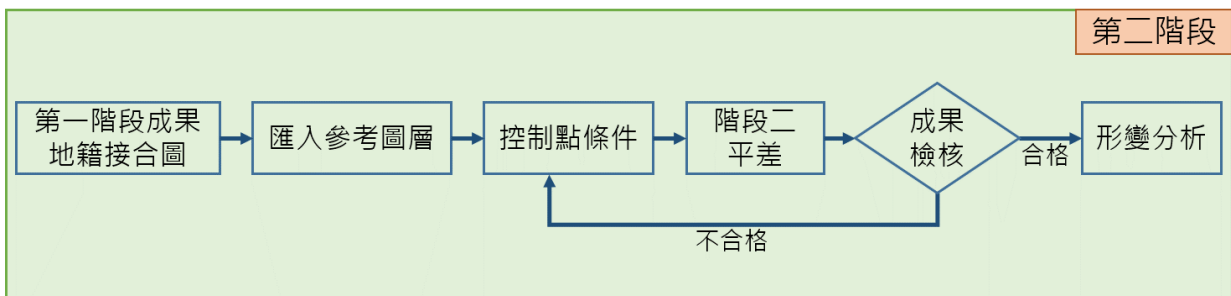 第二階段
第一階段成果
地籍接合圖
匯入參考圖層
控制點條件
階段二
平差
成果
檢核
合格
形變分析
不合格